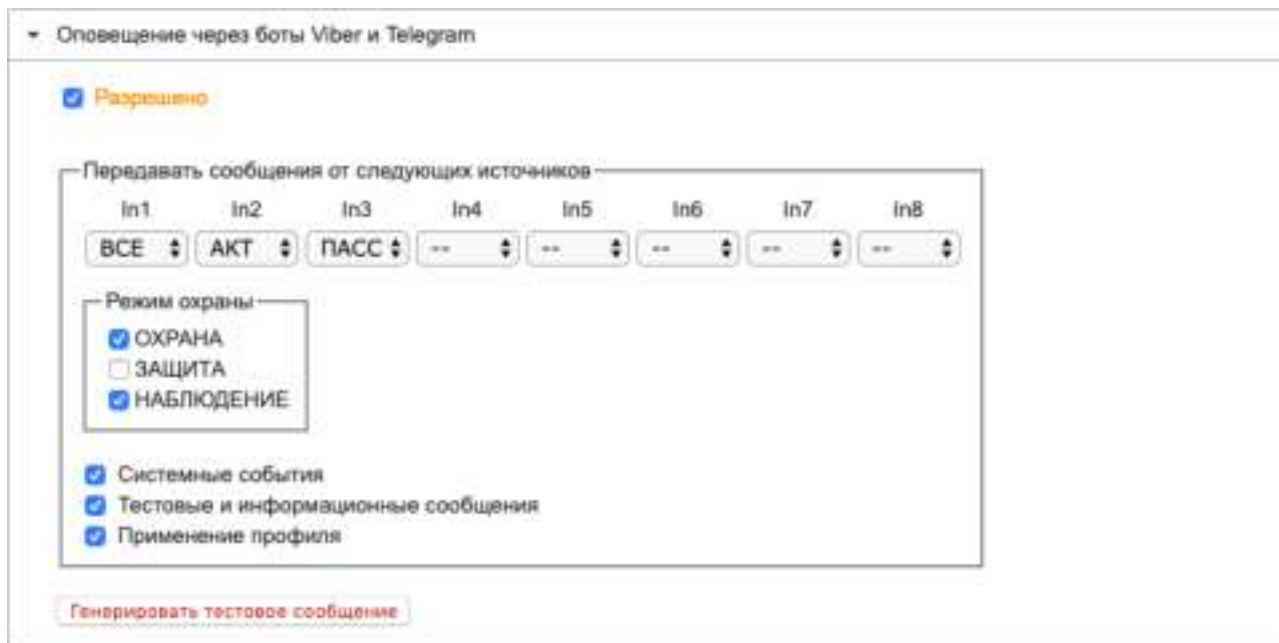 Оповещение через боты Viber и Telegram
Разрешено
Передавать сообщения от следующих источников
In1 In2 In3 In4 In5 In6 In7 In8
ВСЕ АКТ ПАСС -- -- -- -- --
Режим охраны
ОХРАНА
ЗАЩИТА
НАБЛЮДЕНИЕ
Системные события
Тестовые и информационные сообщения
Применение профиля
Генерировать тестовое сообщение